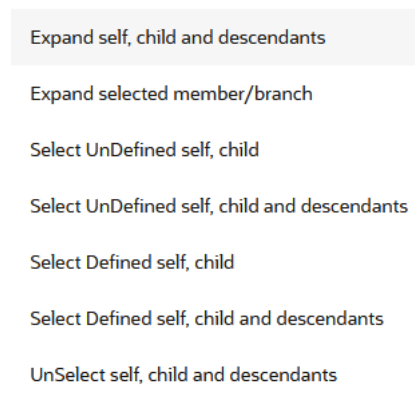 Expand self, child and descendants
Expand selected member/branch
Select UnDefined self, child
Select UnDefined self, child and descendants
Select Defined self, child
Select Defined self, child and descendants
UnSelect self, child and descendants